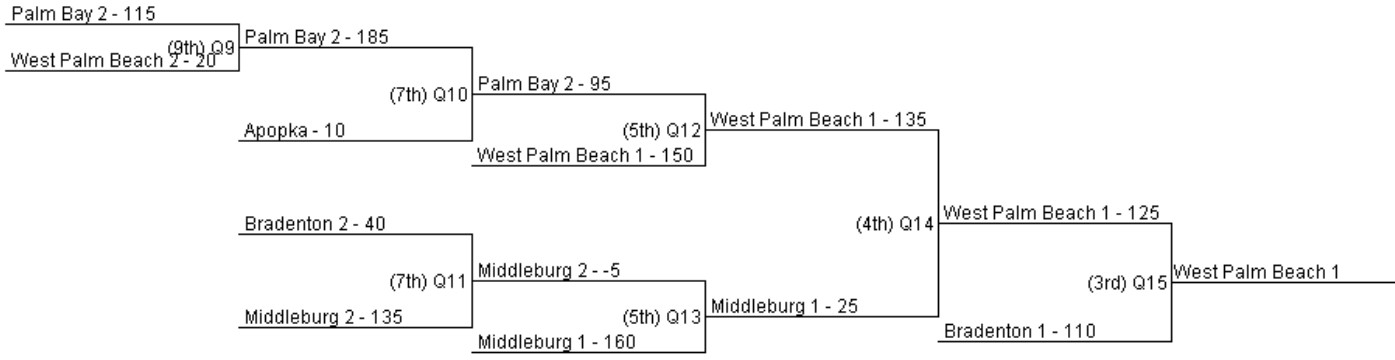 Palm Bay 2 - 115
(9th) Q9
West Palm Beach 2 - 20
Palm Bay 2 - 185
(7th) Q10
Apopka - 10
Palm Bay 2 - 95
(5th) Q12
West Palm Beach 1 - 150
West Palm Beach 1 - 135
Bradenton 2 - 40
(7th) Q11
Middleburg 2 - 135
Middleburg 2 - -5
(5th) Q13
Middleburg 1 - 160
Middleburg 1 - 25
(4th) Q14
West Palm Beach 1 - 125
(3rd) Q15
Bradenton 1 - 110
West Palm Beach 1